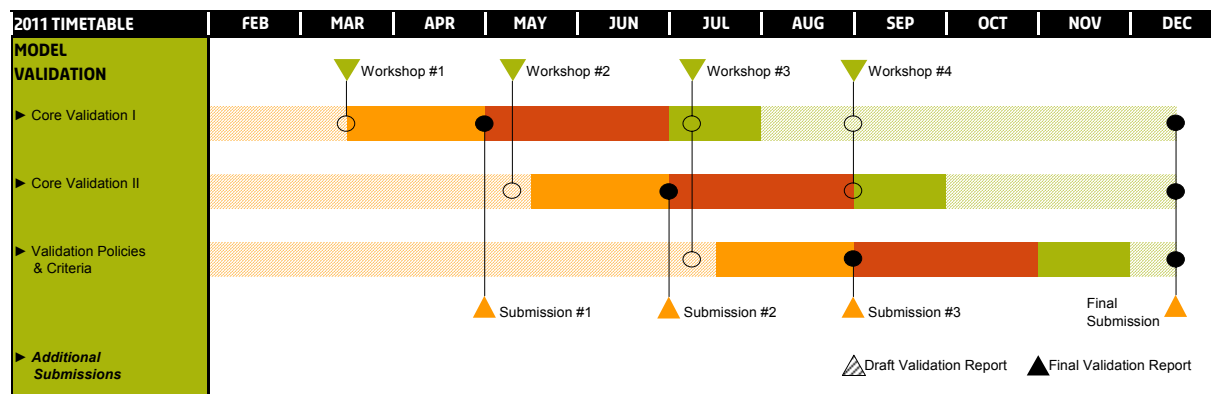 2011 TIMETABLE FEB MAR APR MAY JUN JUL AUG SEP OCT NOV DEC
MODEL
VALIDATION
Workshop #1 Workshop #2 Workshop #3 Workshop #4
► Core Validation I
► Core Validation II
► Validation Policies
& Criteria
Submission #1 Submission #2 Submission #3 Final
Submission
► Additional
Submissions
Draft Validation Report Final Validation Report